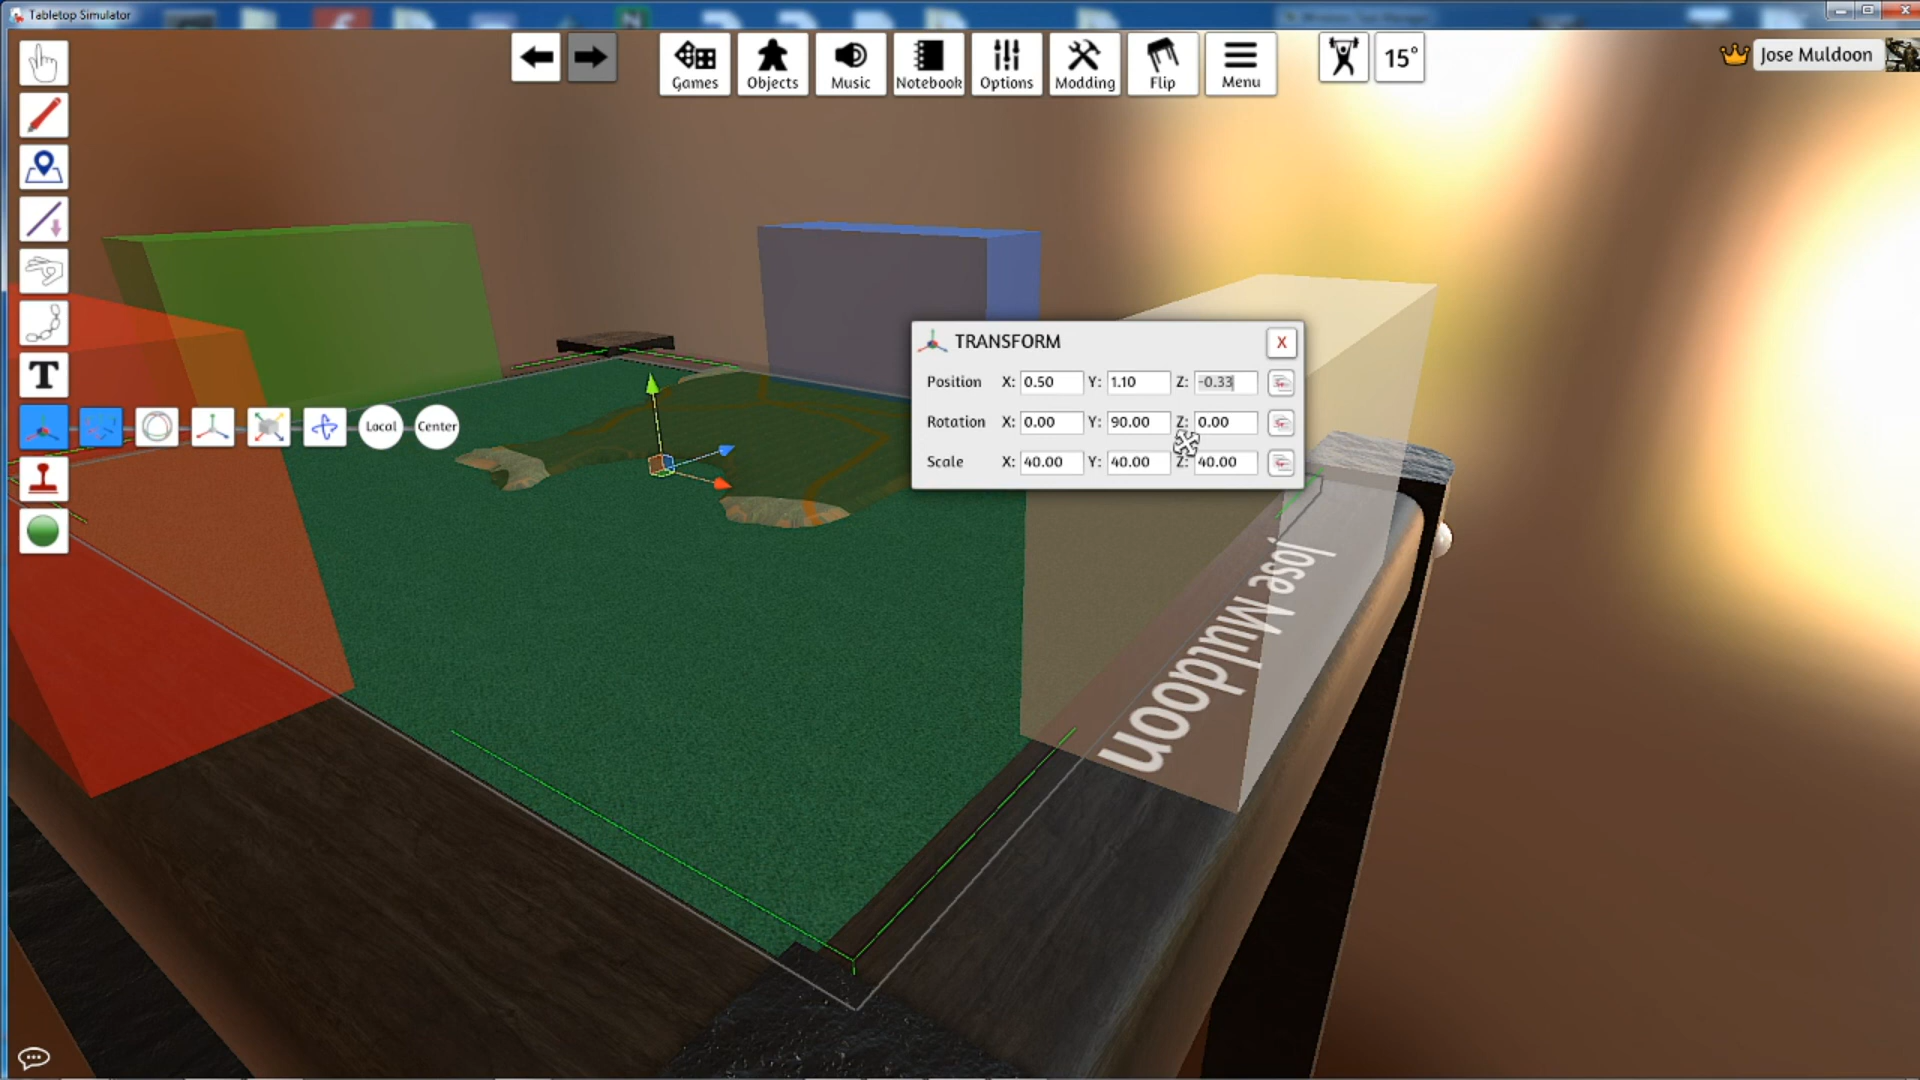 Tabletop Simulator
Games
Objects
Music
Notebook
Options
Modding
Flip
Menu
15°
Jose Muldoon
TRANSFORM
X
Position X: 0.50 Y: 1.10 Z: -0.33
Rotation X: 0.00 Y: 90.00 Z: 0.00
Scale X: 40.00 Y: 40.00 Z: 40.00
T
Local
Center
Jose Muldoon